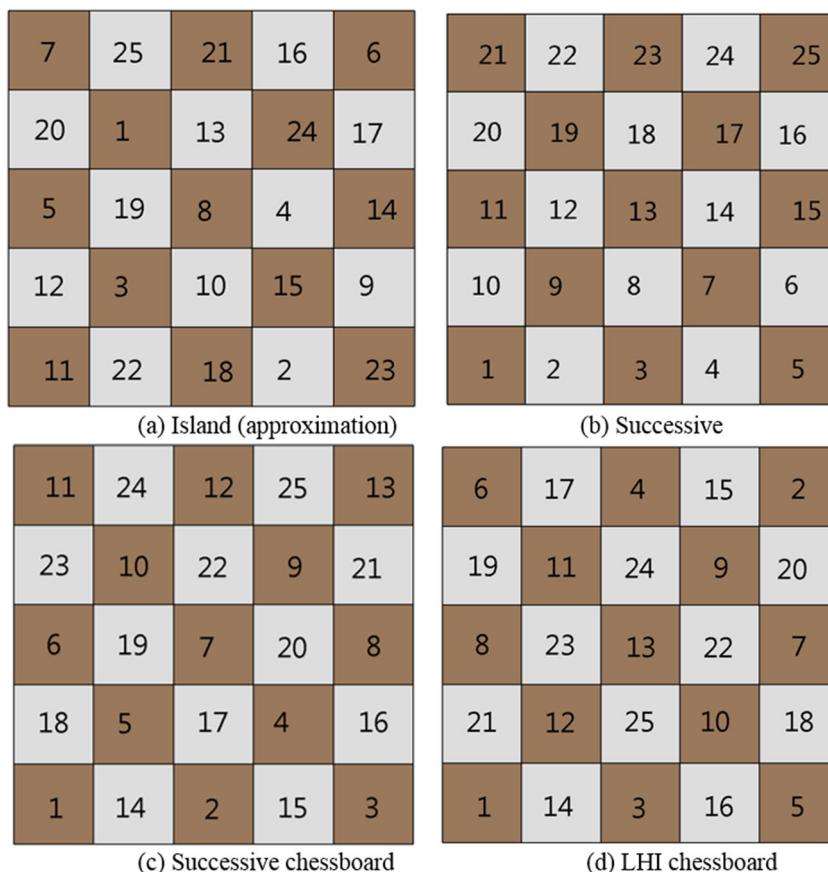 7 25 21 16 6
20 1 13 24 17
5 19 8 4 14
12 3 10 15 9
11 22 18 2 23
(a) Island (approximation)
21 22 23 24 25
20 19 18 17 16
11 12 13 14 15
10 9 8 7 6
1 2 3 4 5
(b) Successive
11 24 12 25 13
23 10 22 9 21
6 19 7 20 8
18 5 17 4 16
1 14 2 15 3
(c) Successive chessboard
6 17 4 15 2
19 11 24 9 20
8 23 13 22 7
21 12 25 10 18
1 14 3 16 5
(d) LHI chessboard